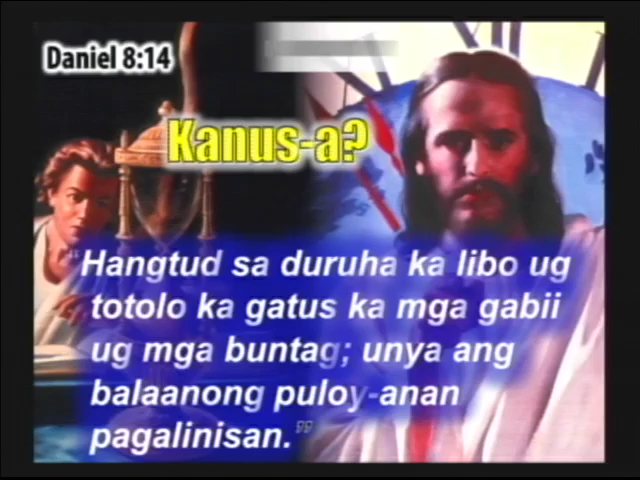 Daniel 8:14
Kanus-a?
"Hangtud sa duruha ka libo ug
totolo ka gatus ka mga gabii
ug mga buntag; unya ang
balaanong puloy-anan
pagalinisan."